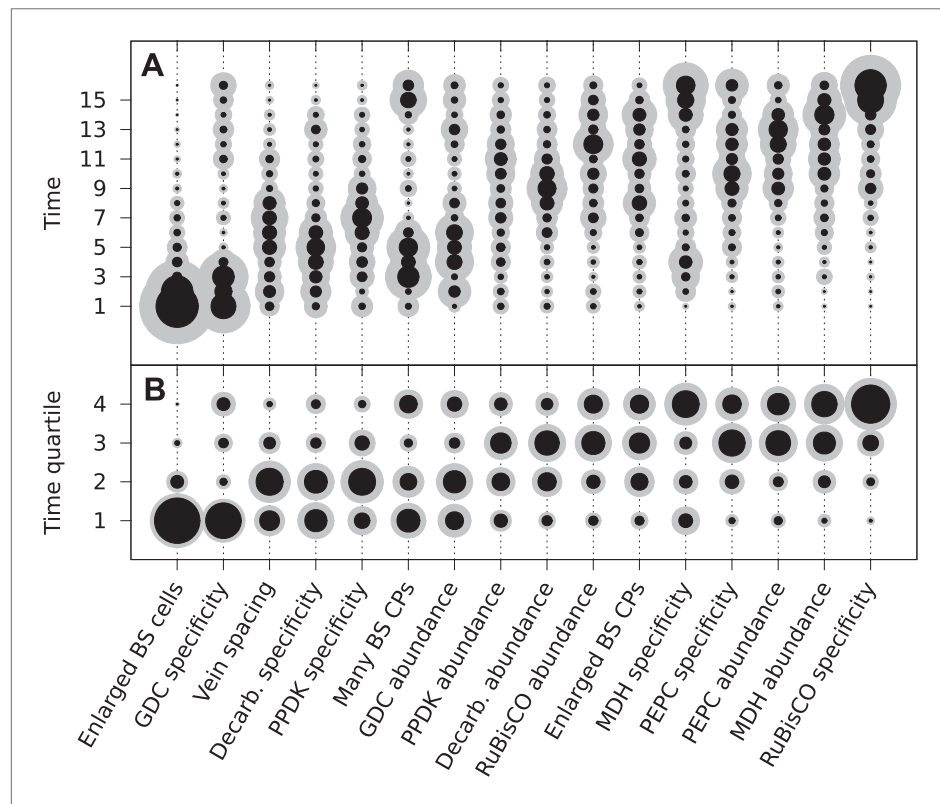 A
Time
15
13
11
9
7
5
3
1
B
Time quartile
4
3
2
1
Enlarged BS cells
GDC specificity
Vein spacing
Decarb. specificity
PPDK specificity
Many BS CPs
GDC abundance
PPDK abundance
Decarb. abundance
RuBisCO abundance
Enlarged BS CPs
MDH specificity
PEPC specificity
PEPC abundance
MDH abundance
RuBisCO specificity